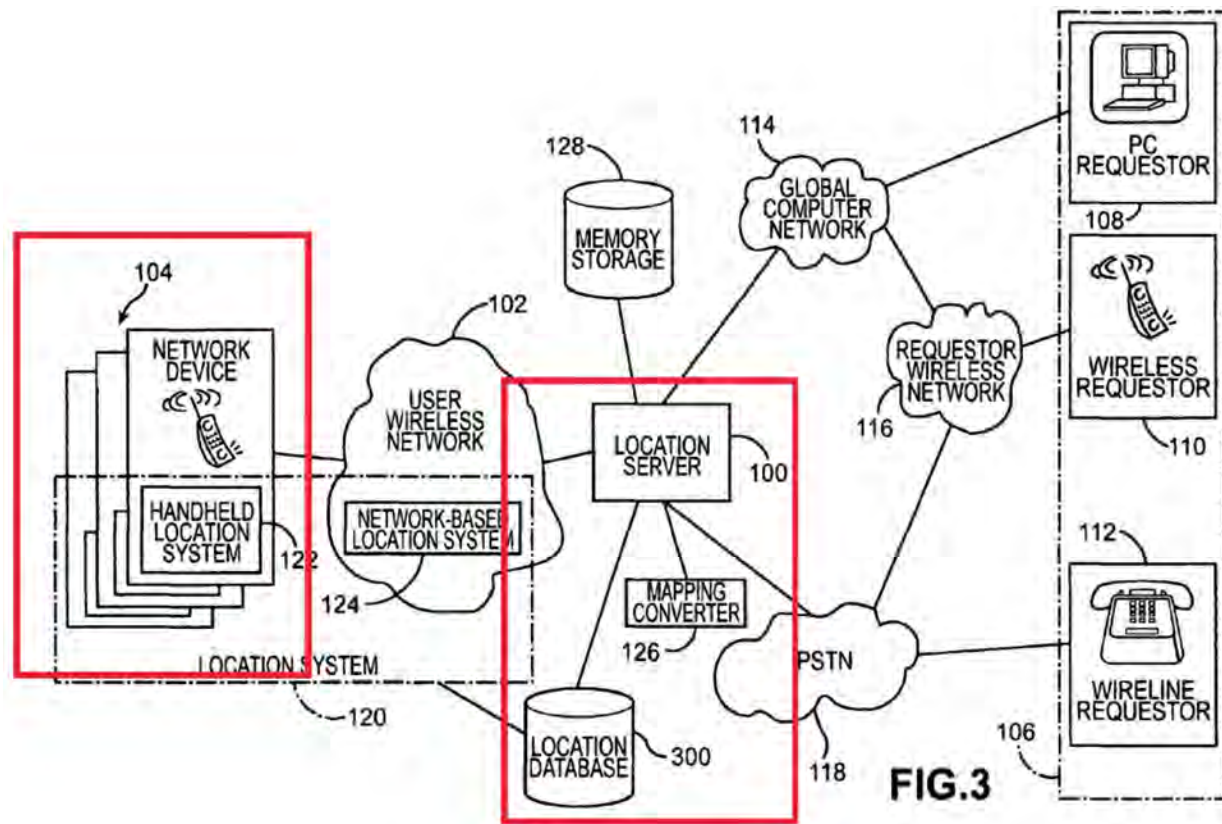 128
MEMORY
STORAGE
114
GLOBAL
COMPUTER
NETWORK
PC
REQUESTOR
108
104
NETWORK
DEVICE
HANDHELD
LOCATION
SYSTEM
122
102
USER
WIRELESS
NETWORK
NETWORK-BASED
LOCATION SYSTEM
124
LOCATION
SERVER
100
REQUESTOR
WIRELESS
NETWORK
116
WIRELESS
REQUESTOR
110
MAPPING
CONVERTER
126
112
WIRELINE
REQUESTOR
PSTN
118
106
LOCATION SYSTEM
120
LOCATION
DATABASE
300
FIG.3